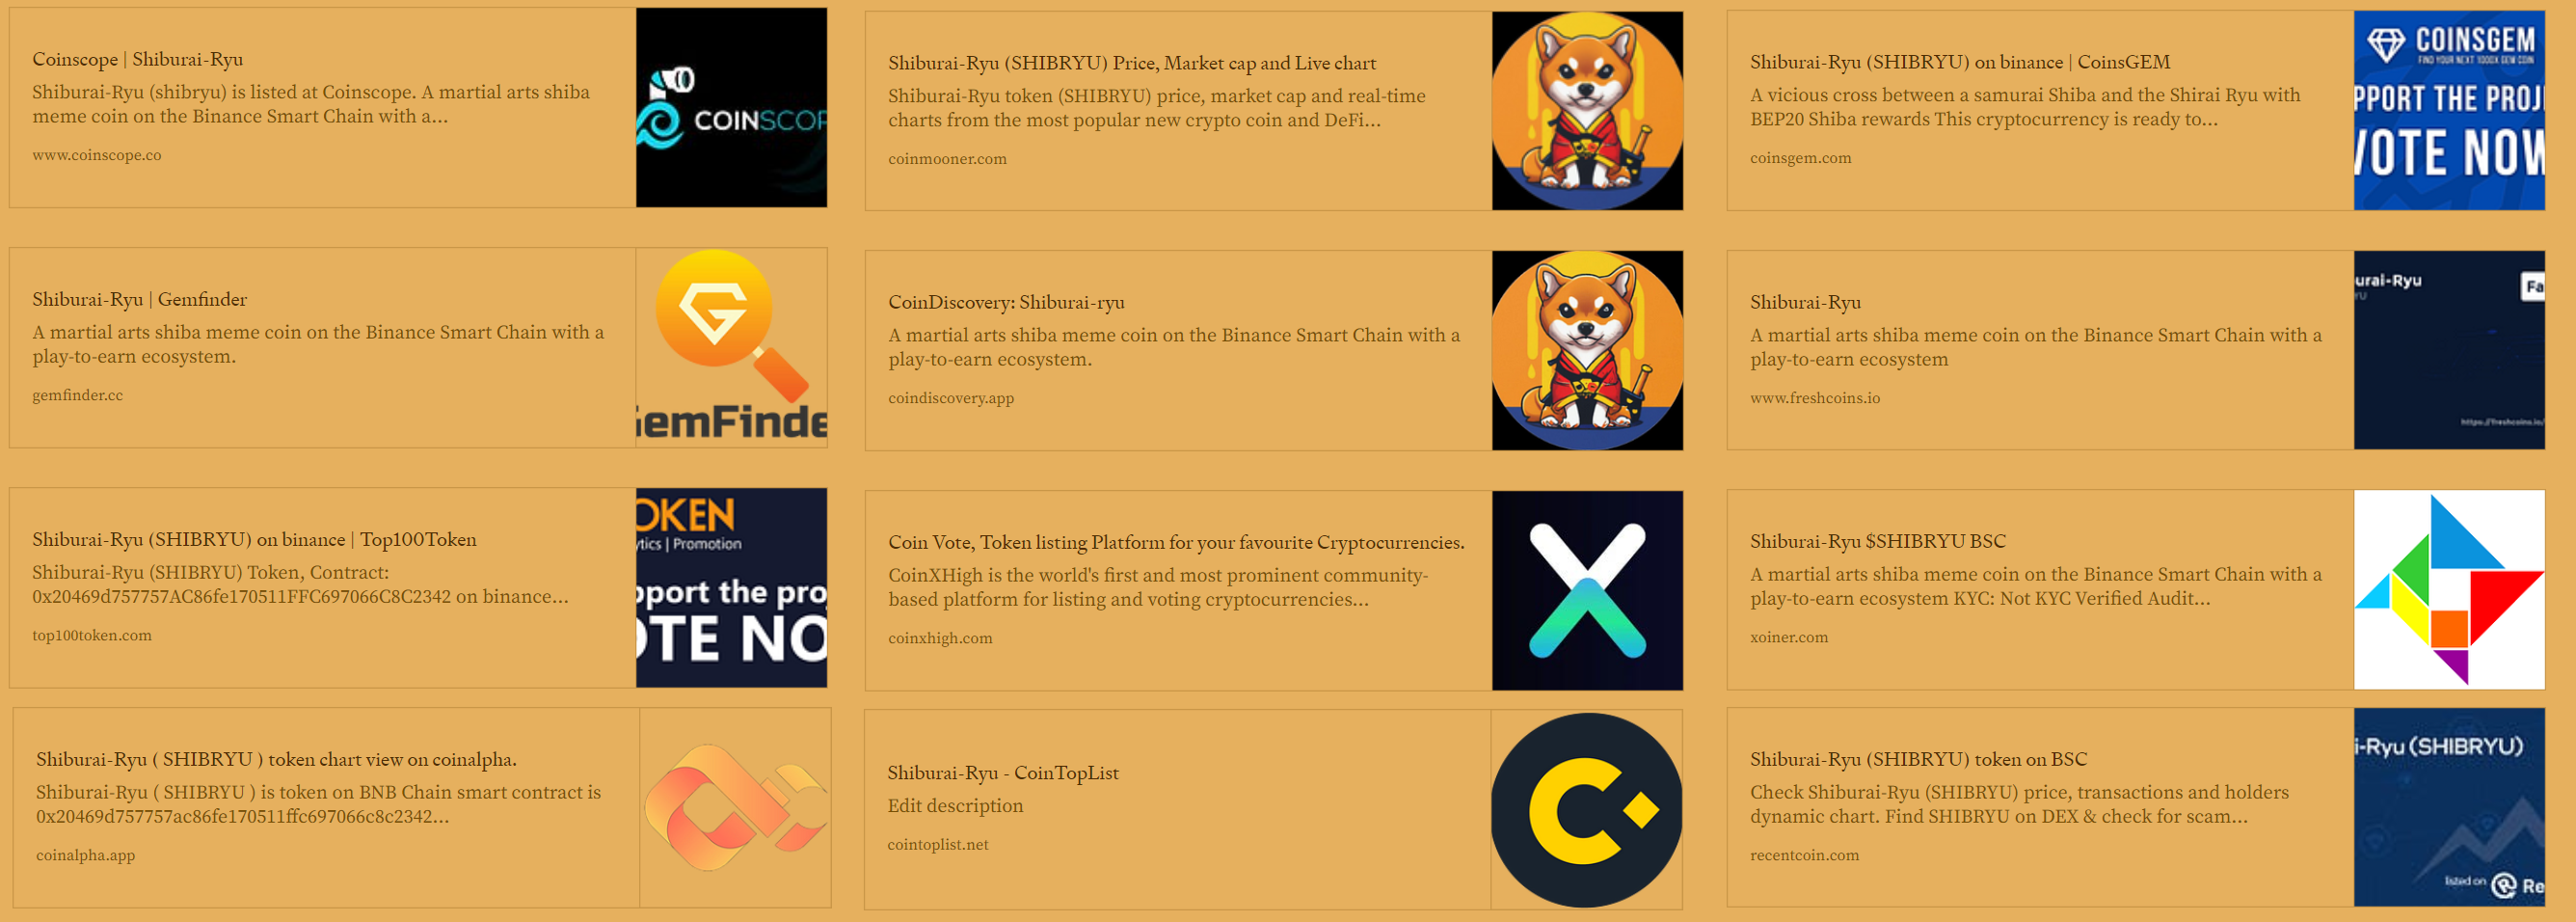 Coinscope | Shiburai-Ryu
Shiburai-Ryu (shibryu) is listed at Coinscope. A martial arts shiba
meme coin on the Binance Smart Chain with a...
www.coinscope.co
COINSCOP
Shiburai-Ryu (SHIBRYU) Price, Market cap and Live chart
Shiburai-Ryu token (SHIBRYU) price, market cap and real-time
charts from the most popular new crypto coin and DeFi...
coinmooner.com
Shiburai-Ryu (SHIBRYU) on binance | CoinsGEM
A vicious cross between a samurai Shiba and the Shirai Ryu with
BEP20 Shiba rewards This cryptocurrency is ready to...
coinsgem.com
COINSGEM
FIND YOUR NEXT 1000X GEM COIN
PPORT THE PROJ
VOTE NOW
Shiburai-Ryu | Gemfinder
A martial arts shiba meme coin on the Binance Smart Chain with a
play-to-earn ecosystem.
gemfinder.cc
GemFinde
CoinDiscovery: Shiburai-ryu
A martial arts shiba meme coin on the Binance Smart Chain with a
play-to-earn ecosystem.
coindiscovery.app
Shiburai-Ryu
A martial arts shiba meme coin on the Binance Smart Chain with a
play-to-earn ecosystem
www.freshcoins.io
urai-Ryu
YU
Fa
https://freshcoins.io/
Shiburai-Ryu (SHIBRYU) on binance | Top100Token
Shiburai-Ryu (SHIBRYU) Token, Contract:
0x20469d757757AC86fe170511FFC697066C8C2342 on binance...
top100token.com
OKEN
ytics | Promotion
pport the pro
OTE NO
Coin Vote, Token listing Platform for your favourite Cryptocurrencies.
CoinXHigh is the world's first and most prominent community-
based platform for listing and voting cryptocurrencies...
coinxhigh.com
Shiburai-Ryu $SHIBRYU BSC
A martial arts shiba meme coin on the Binance Smart Chain with a
play-to-earn ecosystem KYC: Not KYC Verified Audit...
xoiner.com
Shiburai-Ryu ( SHIBRYU ) token chart view on coinalpha.
Shiburai-Ryu ( SHIBRYU ) is token on BNB Chain smart contract is
0x20469d757757ac86fe170511ffc697066c8c2342...
coinalpha.app
Shiburai-Ryu - CoinTopList
Edit description
cointoplist.net
Shiburai-Ryu (SHIBRYU) token on BSC
Check Shiburai-Ryu (SHIBRYU) price, transactions and holders
dynamic chart. Find SHIBRYU on DEX & check for scam...
recentcoin.com
i-Ryu (SHIBRYU)
listed on Re